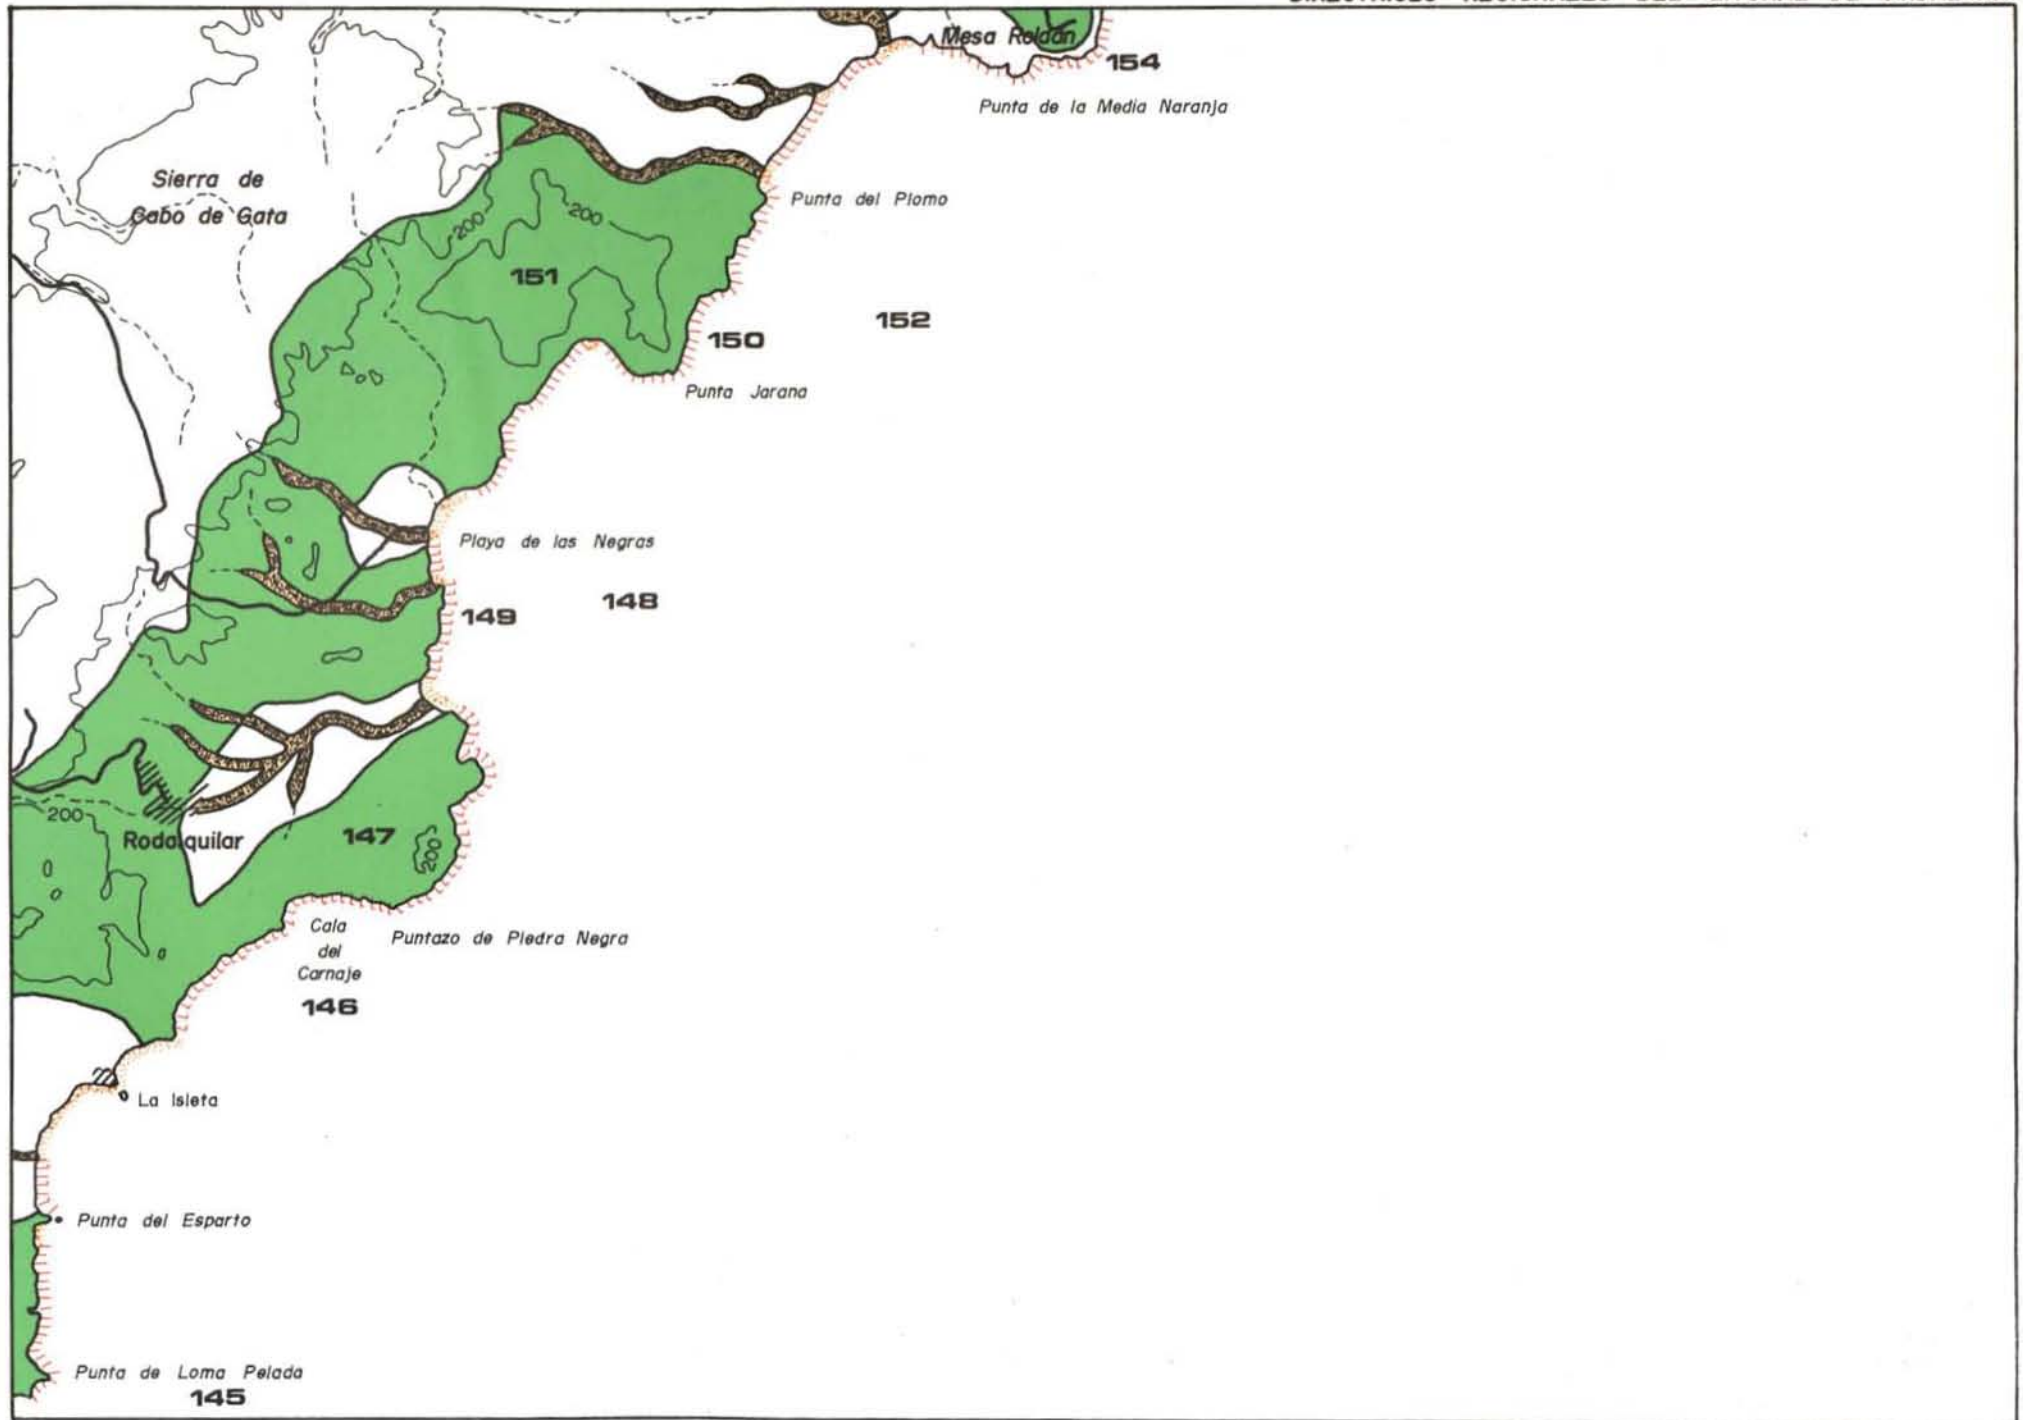 Mesa Roldán
154
Punta de la Media Naranja
Sierra de
Cabo de Gata
Punta del Plomo
200
200
151
152
150
Punta Jarana
Playa de las Negras
149
148
200
Rodalquilar
147
200
Cala
del
Carnaje
Puntazo de Piedra Negra
146
La Isleta
Punta del Esparto
Punta de Loma Pelada
145